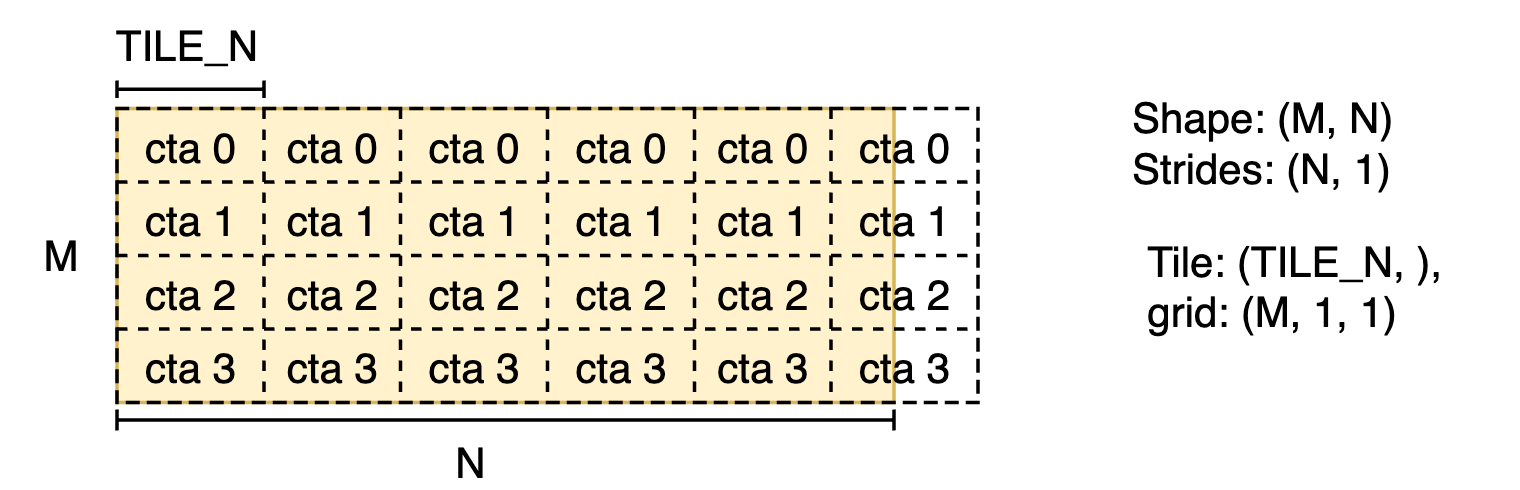 TILE_N
cta 0 cta 0 cta 0 cta 0 cta 0 cta 0
cta 1 cta 1 cta 1 cta 1 cta 1 cta 1
M
cta 2 cta 2 cta 2 cta 2 cta 2 cta 2
cta 3 cta 3 cta 3 cta 3 cta 3 cta 3
N
Shape: (M, N)
Strides: (N, 1)
Tile: (TILE_N, ),
grid: (M, 1, 1)